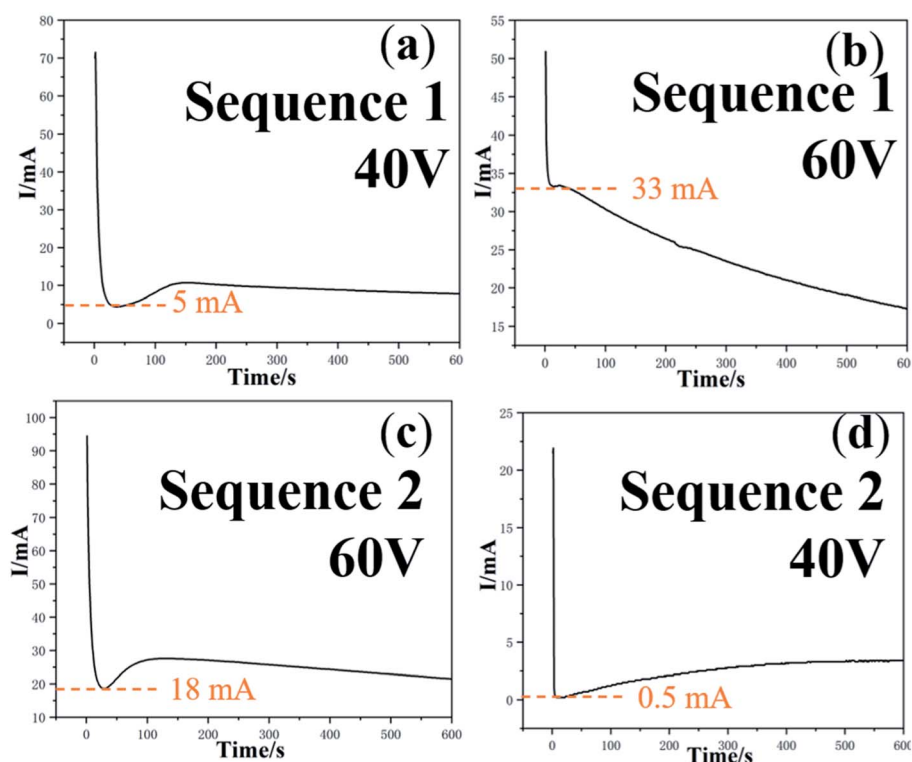 (a)
Sequence 1
40V
5 mA
I/mA
80
70
60
50
40
30
20
10
0
0 100 200 300 400 500 60
Time/s
(b)
Sequence 1
60V
33 mA
I/mA
55
50
45
40
35
30
25
20
15
0 100 200 300 400 500 600
Time/s
(c)
Sequence 2
60V
18 mA
I/mA
100
90
80
70
60
50
40
30
20
10
0 100 200 300 400 500 600
Time/s
(d)
Sequence 2
40V
0.5 mA
I/mA
25
20
15
10
5
0
0 100 200 300 400 500 600
Time/s